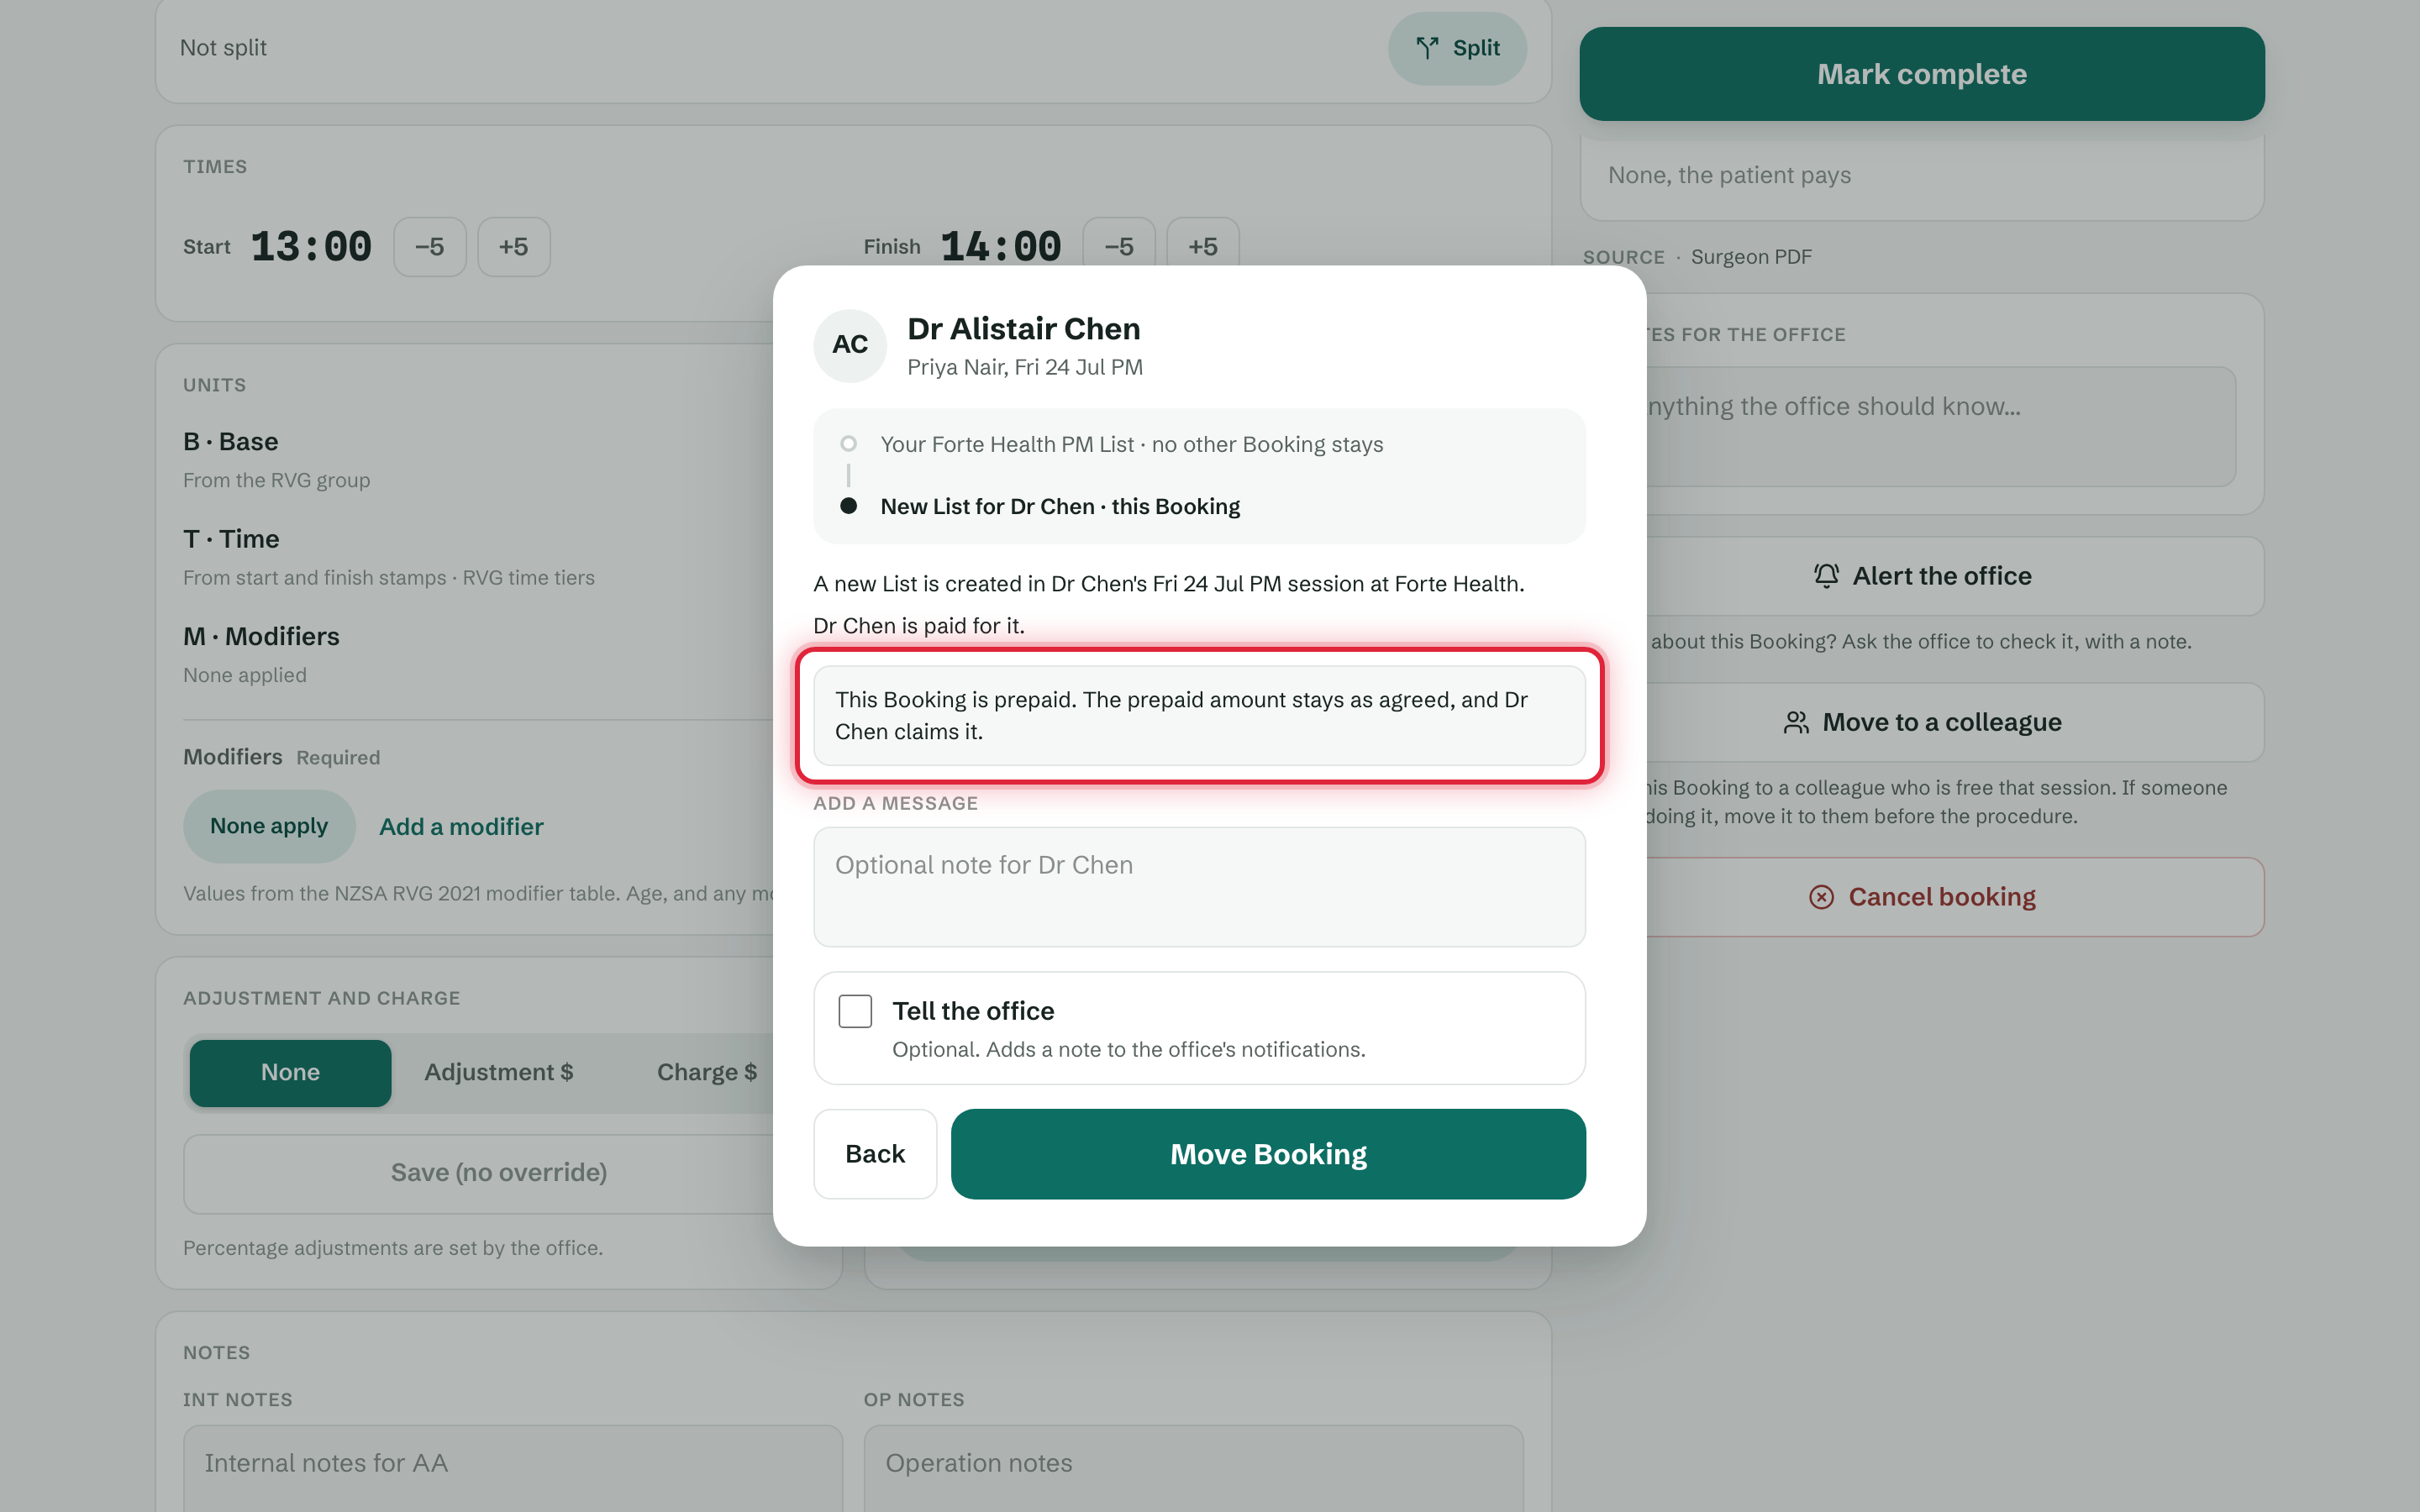 Not split
Split
Mark complete
TIMES
Start 13:00 −5 +5
Finish 14:00 −5 +5
None, the patient pays
SOURCE · Surgeon PDF
UNITS
B · Base
From the RVG group
T · Time
From start and finish stamps · RVG time tiers
M · Modifiers
None applied
Modifiers Required
None apply Add a modifier
Values from the NZSA RVG 2021 modifier table. Age, and any
ADJUSTMENT AND CHARGE
None Adjustment $ Charge $
Save (no override)
Percentage adjustments are set by the office.
AC
Dr Alistair Chen
Priya Nair, Fri 24 Jul PM
Your Forte Health PM List · no other Booking stays
New List for Dr Chen · this Booking
A new List is created in Dr Chen's Fri 24 Jul PM session at Forte Health.
Dr Chen is paid for it.
This Booking is prepaid. The prepaid amount stays as agreed, and Dr
Chen claims it.
ADD A MESSAGE
Optional note for Dr Chen
Tell the office
Optional. Adds a note to the office's notifications.
Back
Move Booking
FOR THE OFFICE
the office should know...
Alert the office
about this Booking? Ask the office to check it, with a note.
Move to a colleague
Booking to a colleague who is free that session. If someone
doing it, move it to them before the procedure.
Cancel booking
NOTES
INT NOTES
Internal notes for AA
OP NOTES
Operation notes